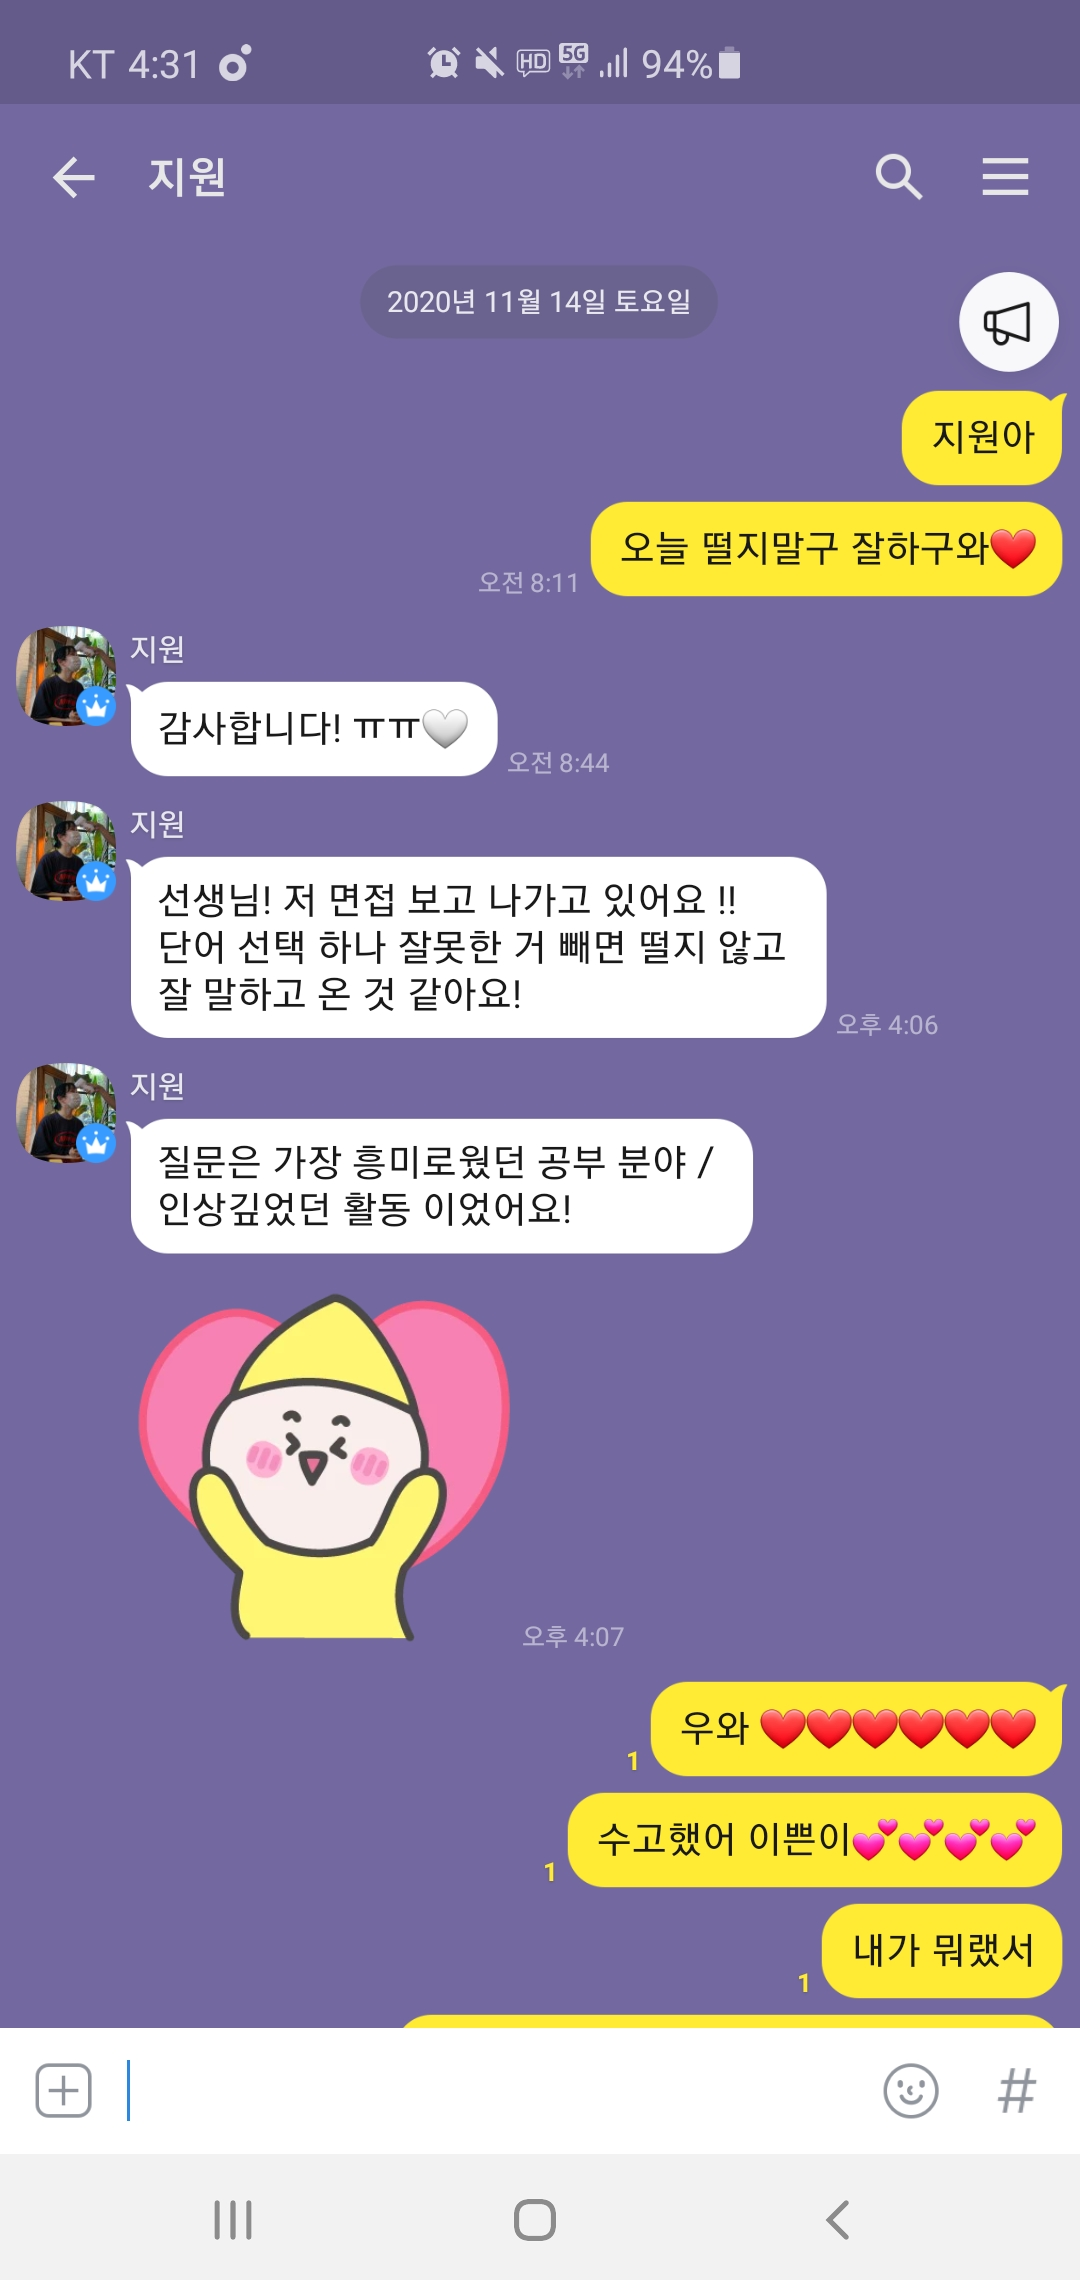 KT 4:31
HD 5G 94%
지원
2020년 11월 14일 토요일
지원아
오늘 떨지말구 잘하구와❤️
오전 8:11
지원
감사합니다! ㅠㅠ🤍
오전 8:44
지원
선생님! 저 면접 보고 나가고 있어요 !!
단어 선택 하나 잘못한 거 빼면 떨지 않고
잘 말하고 온 것 같아요!
오후 4:06
지원
질문은 가장 흥미로웠던 공부 분야 /
인상깊었던 활동 이었어요!
오후 4:07
우와 ❤️❤️❤️❤️❤️❤️
1
수고했어 이쁜이💕💕💕💕
1
내가 뭐랬서
1
#